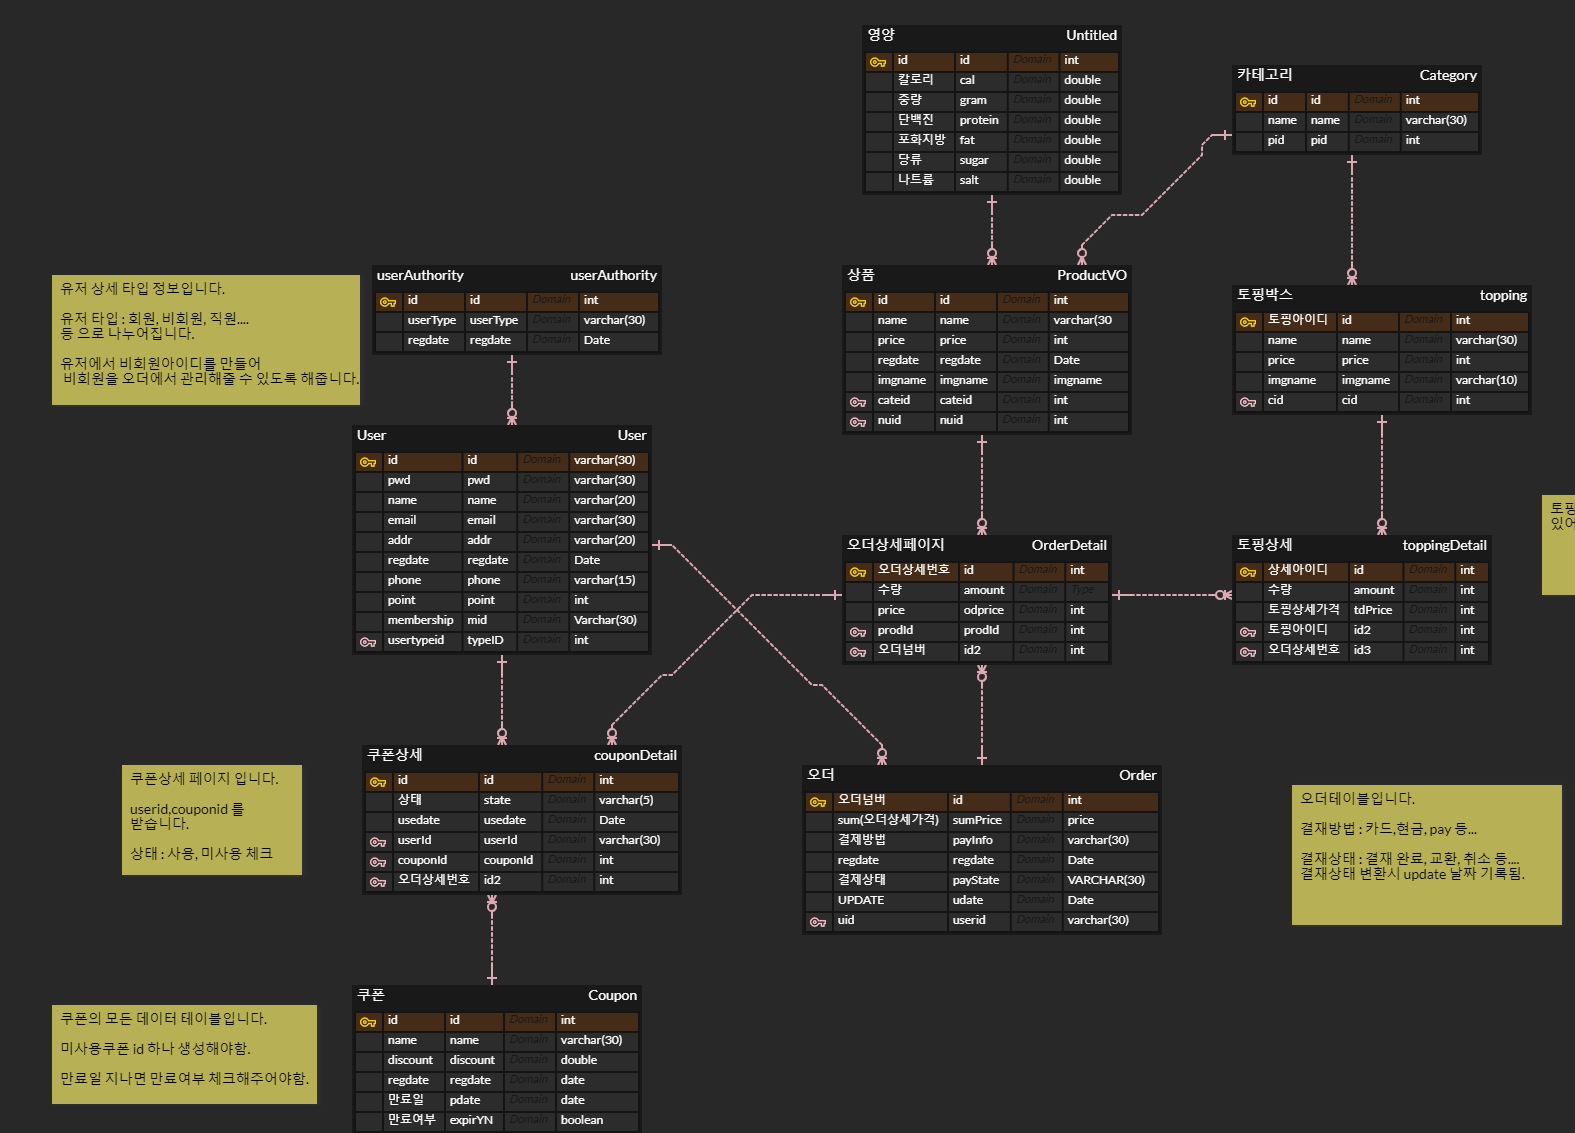 영양 Untitled
id id Domain int
칼로리 cal Domain double
중량 gram Domain double
단백진 protein Domain double
포화지방 fat Domain double
당류 sugar Domain double
나트륨 salt Domain double
카테고리 Category
id id Domain int
name name Domain varchar(30)
pid pid Domain int
유저 상세 타입 정보입니다.
유저 타입 : 회원, 비회원, 직원....
등 으로 나누어집니다.
유저에서 비회원아이디를 만들어
비회원을 오더에서 관리해줄 수 있도록 해줍니다.
userAuthority userAuthority
id id Domain int
userType userType Domain varchar(30)
regdate regdate Domain Date
상품 ProductVO
id id Domain int
name name Domain varchar(30
price price Domain int
regdate regdate Domain Date
imgname imgname Domain imgname
cateid cateid Domain int
nuid nuid Domain int
토핑박스 topping
토핑아이디 id Domain int
name name Domain varchar(30)
price price Domain int
imgname imgname Domain varchar(10)
cid cid Domain int
User User
id id Domain varchar(30)
pwd pwd Domain varchar(30)
name name Domain varchar(20)
email email Domain varchar(30)
addr addr Domain varchar(20)
regdate regdate Domain Date
phone phone Domain varchar(15)
point point Domain int
membership mid Domain Varchar(30)
usertypeid typeID Domain int
오더상세페이지 OrderDetail
오더상세번호 id Domain int
수량 amount Domain Type
price odprice Domain int
prodId prodId Domain int
오더넘버 id2 Domain int
토핑상세 toppingDetail
상세아이디 id Domain int
수량 amount Domain int
토핑상세가격 tdPrice Domain int
토핑아이디 id2 Domain int
오더상세번호 id3 Domain int
토핑
있어
쿠폰상세 페이지 입니다.
userid,couponid 를
받습니다.
상태 : 사용, 미사용 체크
쿠폰상세 couponDetail
id id Domain int
상태 state Domain varchar(5)
usedate usedate Domain Date
userId userId Domain varchar(30)
couponId couponId Domain int
오더상세번호 id2 Domain int
오더 Order
오더넘버 id Domain int
sum(오더상세가격) sumPrice Domain price
결제방법 payInfo Domain varchar(30)
regdate regdate Domain Date
결제상태 payState Domain VARCHAR(30)
UPDATE udate Domain Date
uid userid Domain varchar(30)
오더테이블입니다.
결재방법 : 카드,현금, pay 등...
결재상태 : 결재 완료, 교환, 취소 등....
결재상태 변환시 update 날짜 기록됨.
쿠폰의 모든 데이터 테이블입니다.
미사용쿠폰 id 하나 생성해야함.
만료일 지나면 만료여부 체크해주어야함.
쿠폰 Coupon
id id Domain int
name name Domain varchar(30)
discount discount Domain double
regdate regdate Domain date
만료일 pdate Domain date
만료여부 expirYN Domain boolean